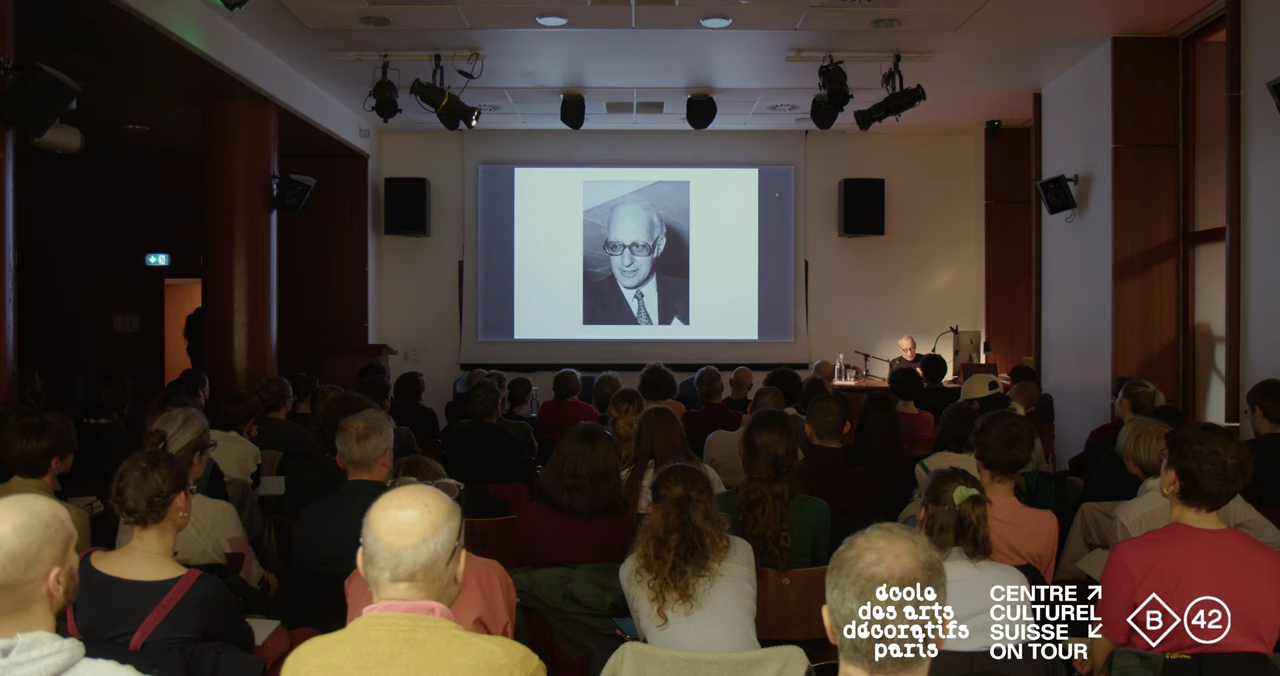 école
des arts
décoratifs
paris
CENTRE
CULTUREL
SUISSE
ON TOUR
B
42